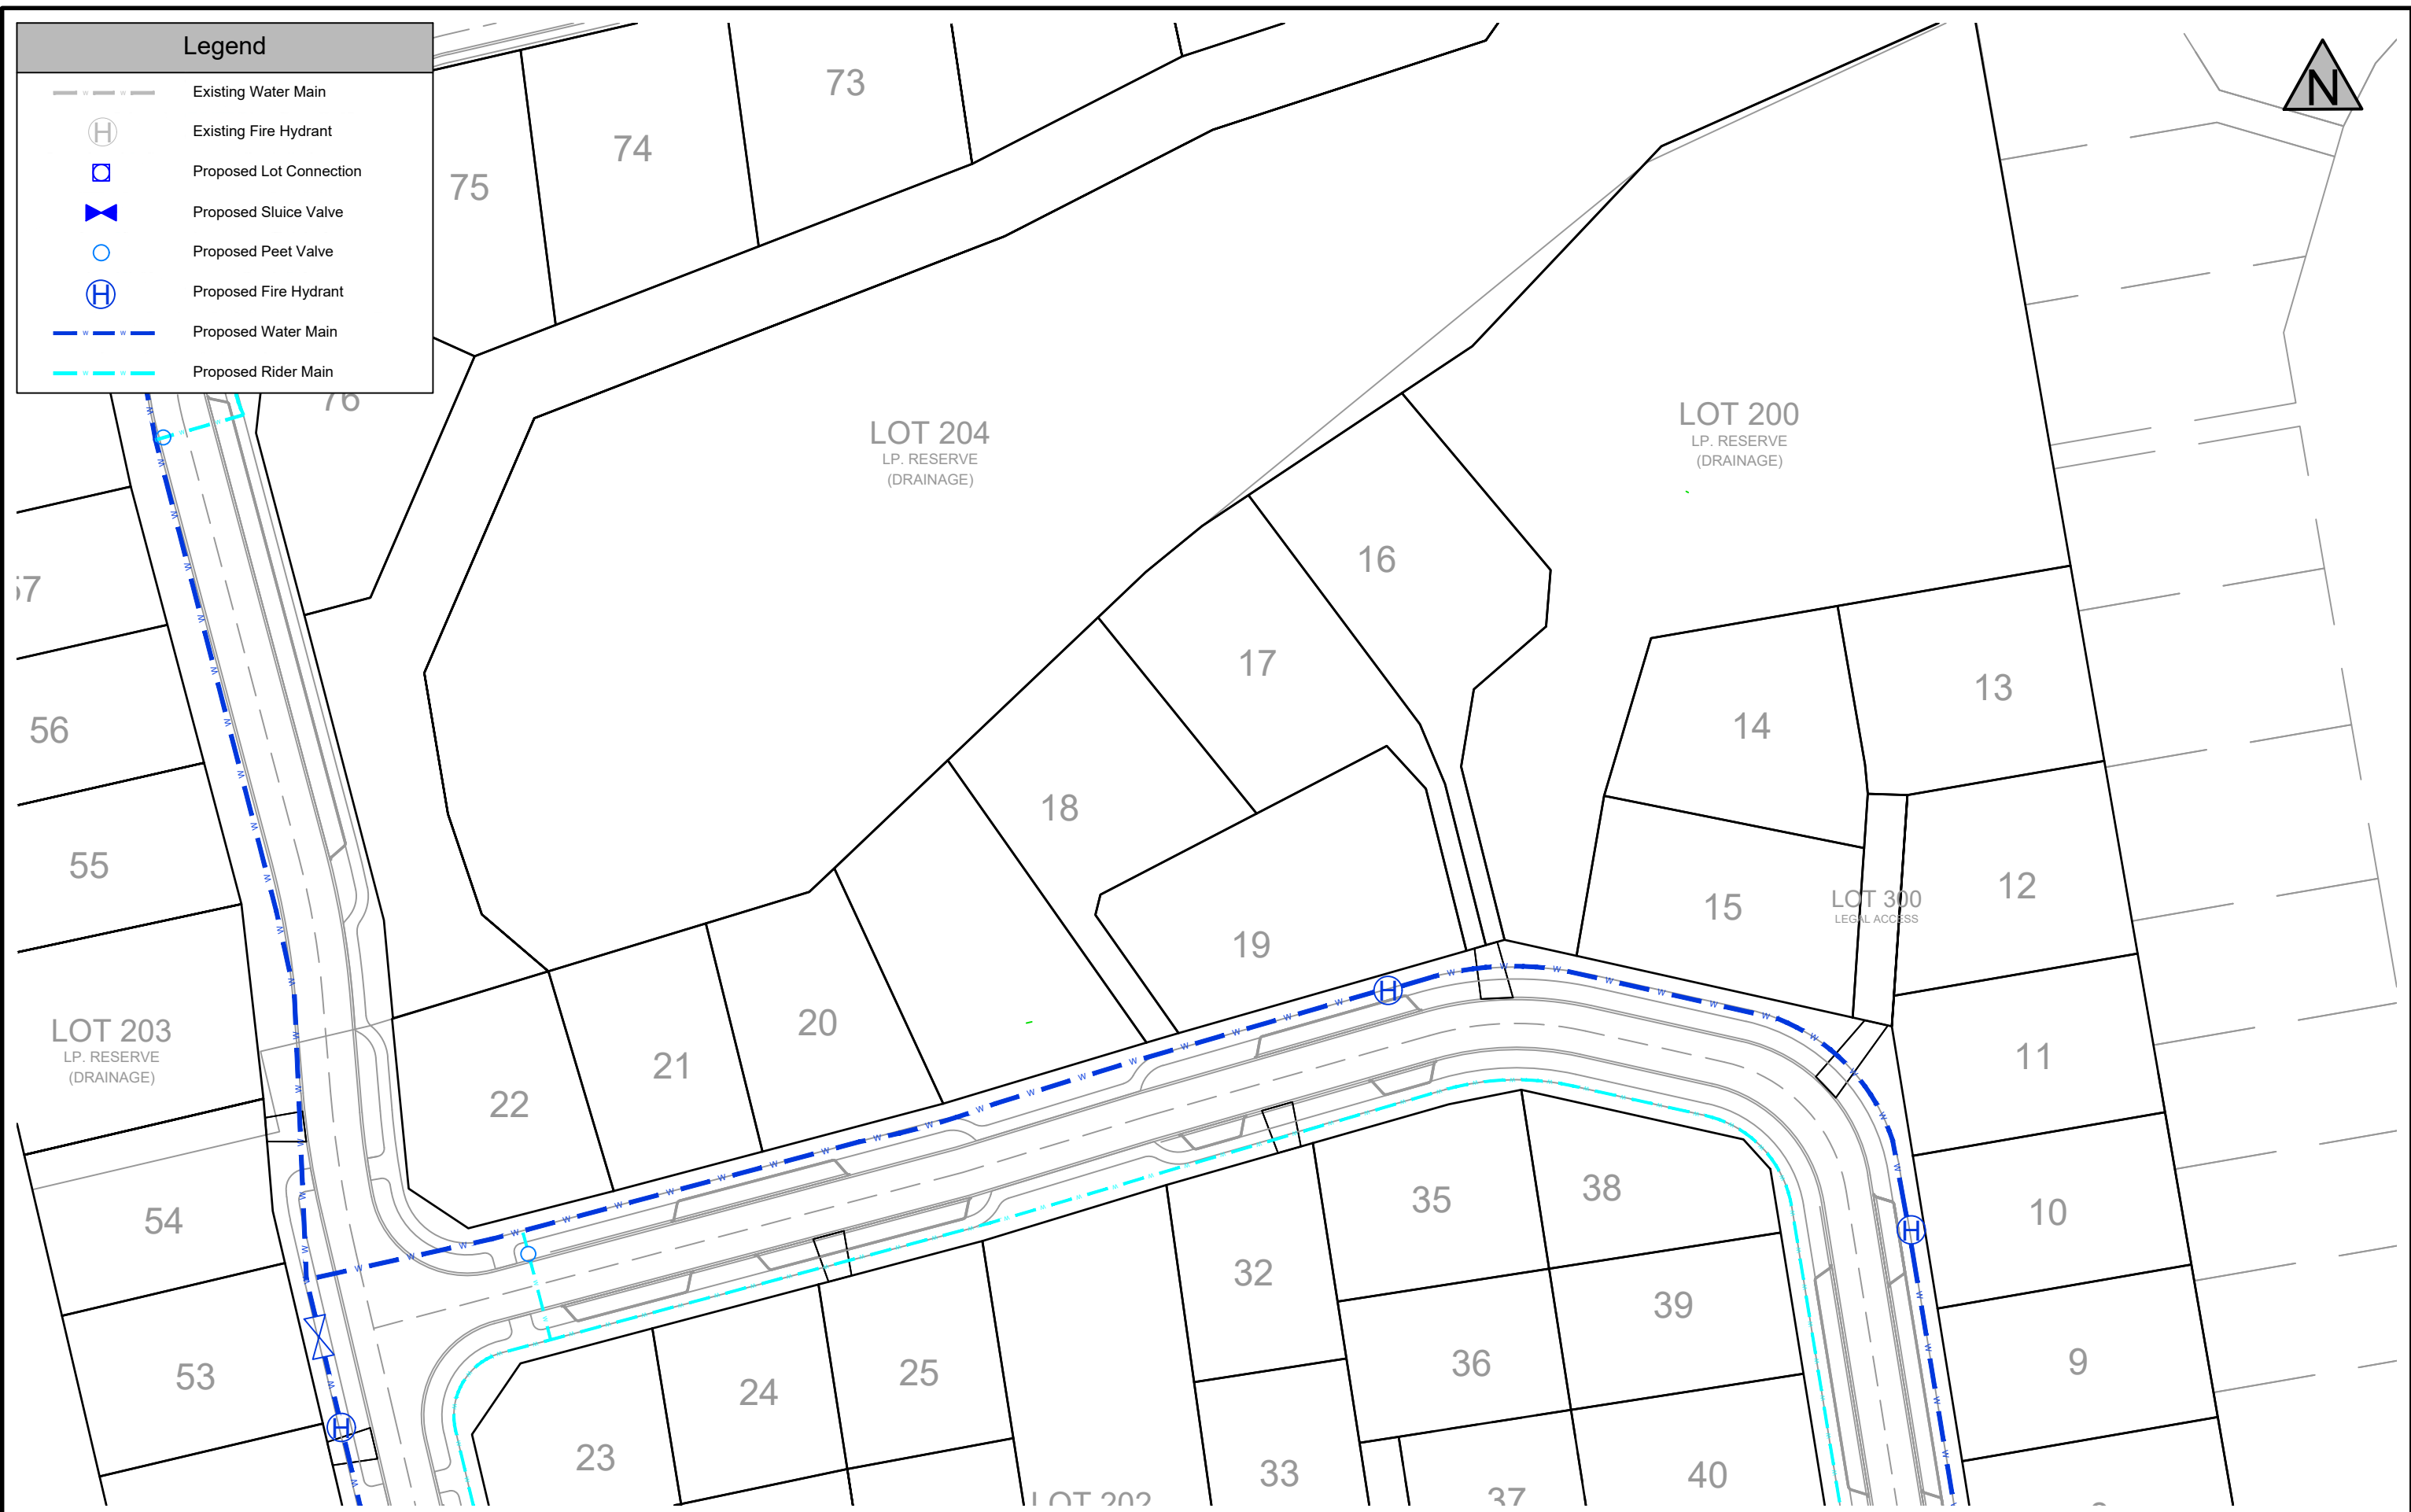 Legend
Existing Water Main
H Existing Fire Hydrant
Proposed Lot Connection
Proposed Sluice Valve
Proposed Peet Valve
H Proposed Fire Hydrant
Proposed Water Main
Proposed Rider Main
N
73
74
75
76
LOT 204
LP. RESERVE
(DRAINAGE)
LOT 200
LP. RESERVE
(DRAINAGE)
16
17
57
13
14
56
18
55
12
15
LOT 300
LEGAL ACCESS
19
H
20
LOT 203
LP. RESERVE
(DRAINAGE)
11
21
22
38
35
10
54
H
32
39
9
36
25
53
24
H
23
33
40
37
LOT 202